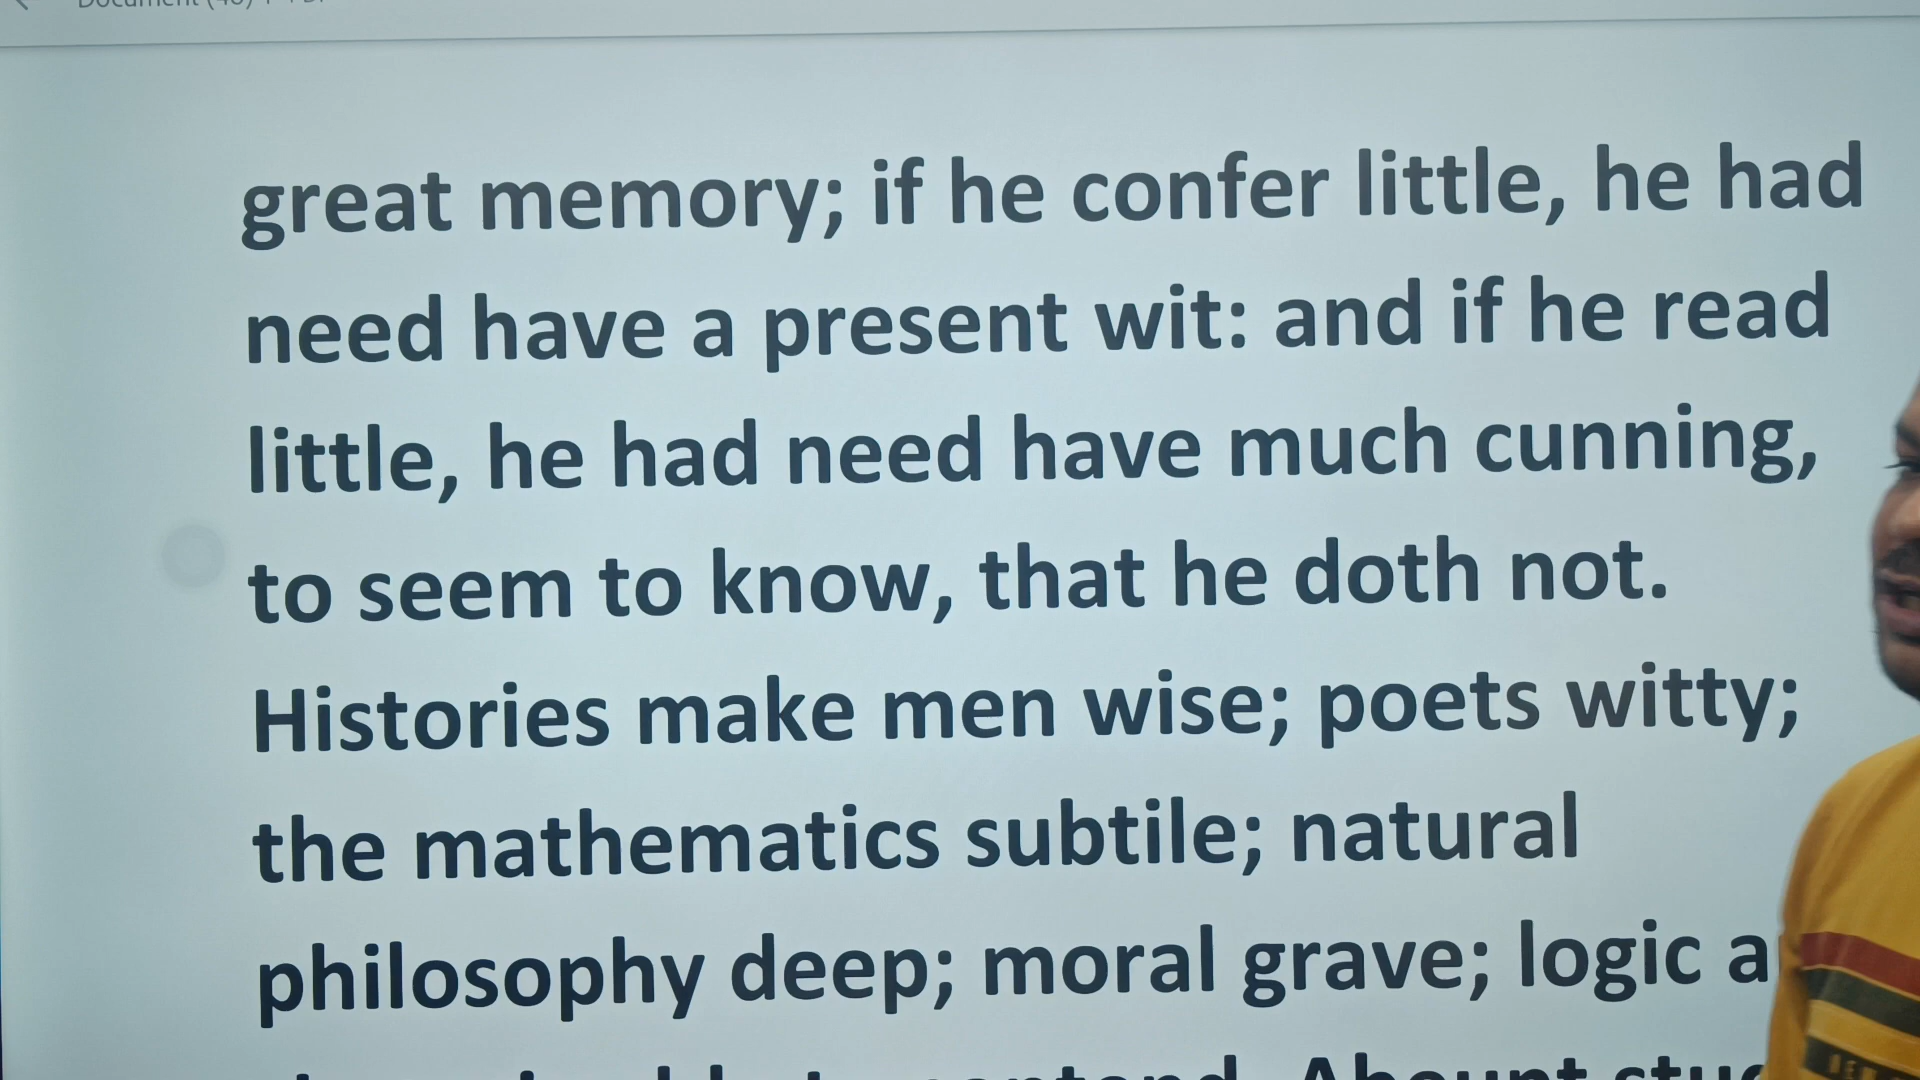 great memory; if he confer little, he had
need have a present wit: and if he read
little, he had need have much cunning,
to seem to know, that he doth not.
Histories make men wise; poets witty;
the mathematics subtile; natural
philosophy deep; moral grave; logic a